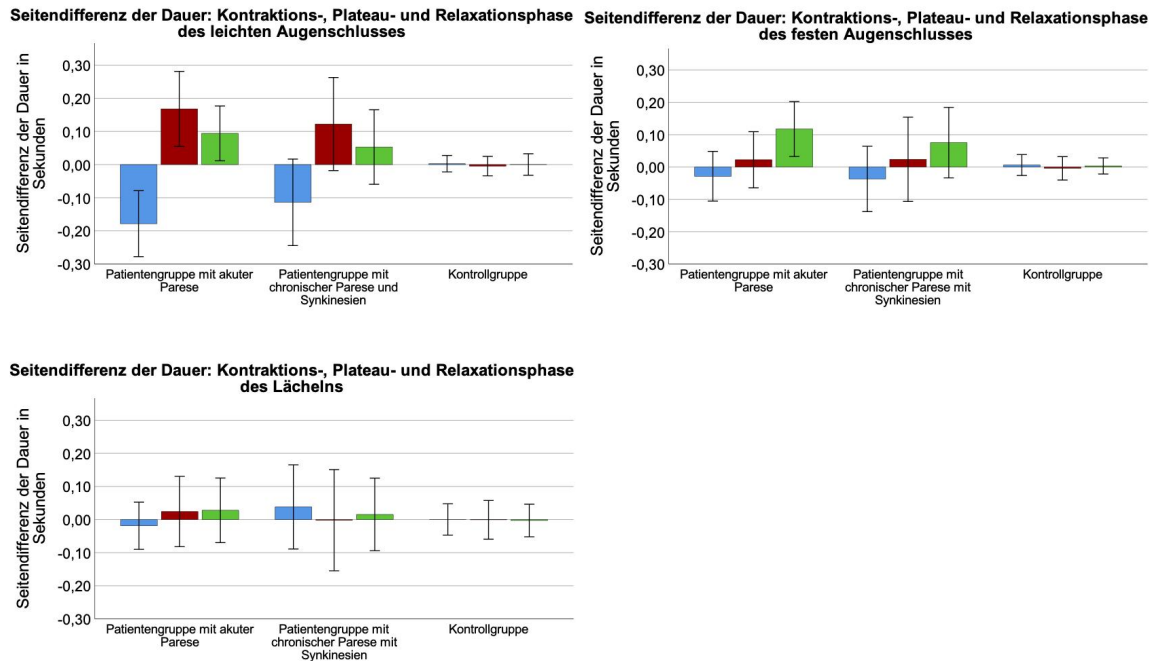 Seitendifferenz der Dauer: Kontraktions-, Plateau- und Relaxationsphase
des leichten Augenschlusses
Seitendifferenz der Dauer in
Sekunden
0,30
0,20
0,10
0,00
-0,10
-0,20
-0,30
Patientengruppe mit akuter
Parese
Patientengruppe mit
chronischer Parese und
Synkinesien
Kontrollgruppe
Seitendifferenz der Dauer: Kontraktions-, Plateau- und Relaxationsphase
des festen Augenschlusses
Seitendifferenz der Dauer in
Sekunden
0,30
0,20
0,10
0,00
-0,10
-0,20
-0,30
Patientengruppe mit akuter
Parese
Patientengruppe mit
chronischer Parese mit
Synkinesien
Kontrollgruppe
Seitendifferenz der Dauer: Kontraktions-, Plateau- und Relaxationsphase
des Lächelns
Seitendifferenz der Dauer in
Sekunden
0,30
0,20
0,10
0,00
-0,10
-0,20
-0,30
Patientengruppe mit akuter
Parese
Patientengruppe mit
chronischer Parese mit
Synkinesien
Kontrollgruppe